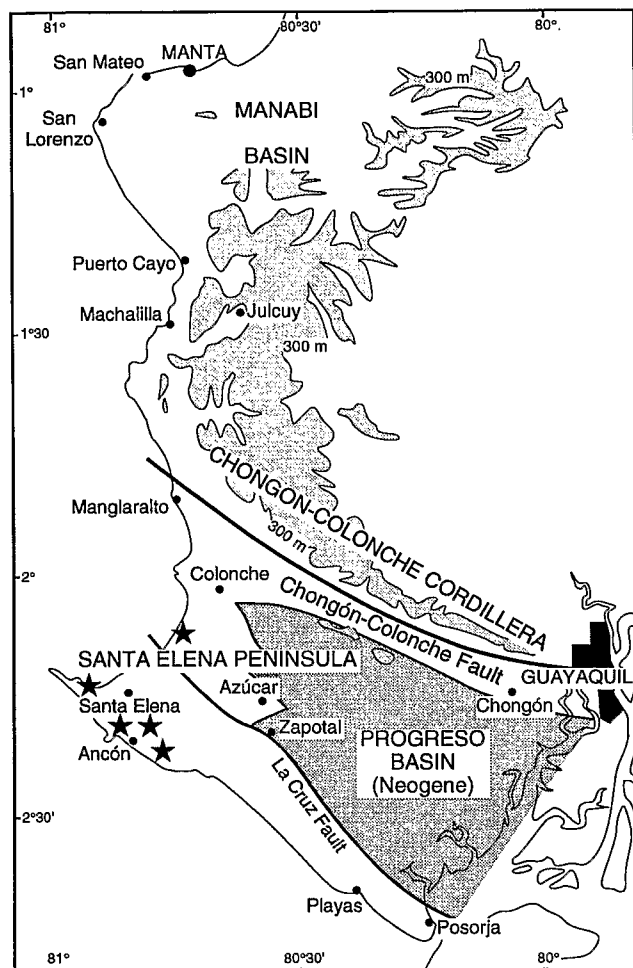 81°
80°30'
80°
San Mateo
MANTA
1°
San
Lorenzo
MANABI
BASIN
300 m
Puerto Cayo
Machalilla
Julcuy
1°30'
300 m
Manglaralto
CHONGON-COLONCHE CORDILLERA
300 m
2°
Colonche
Chongón-Colonche Fault
SANTA ELENA PENINSULA
GUAYAQUIL
Azúcar
Chongón
Santa Elena
Zapotal
Ancón
PROGRESO
BASIN
(Neogene)
La Cruz Fault
2°30'
Playas
Posorja
81°
80°30'
80°